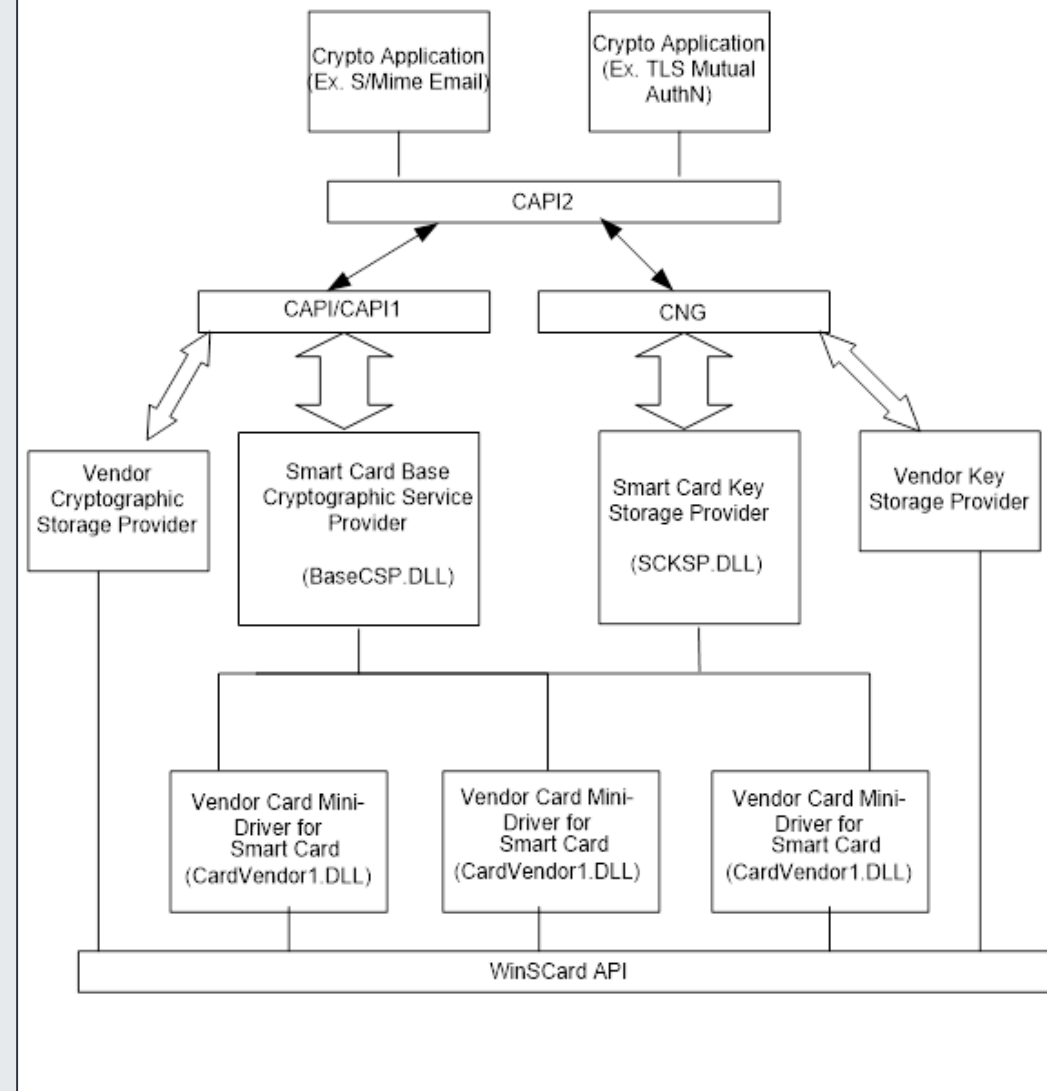 Crypto Application
(Ex. S/Mime Email)
Crypto Application
(Ex. TLS Mutual
AuthN)
CAPI2
CAPI/CAPI1
CNG
Vendor
Cryptographic
Storage Provider
Smart Card Base
Cryptographic Service
Provider
(BaseCSP.DLL)
Smart Card Key
Storage Provider
(SCKSP.DLL)
Vendor Key
Storage Provider
Vendor Card Mini-
Driver for
Smart Card
(CardVendor1.DLL)
Vendor Card Mini-
Driver for
Smart Card
(CardVendor1.DLL)
Vendor Card Mini-
Driver for
Smart Card
(CardVendor1.DLL)
WinSCard API